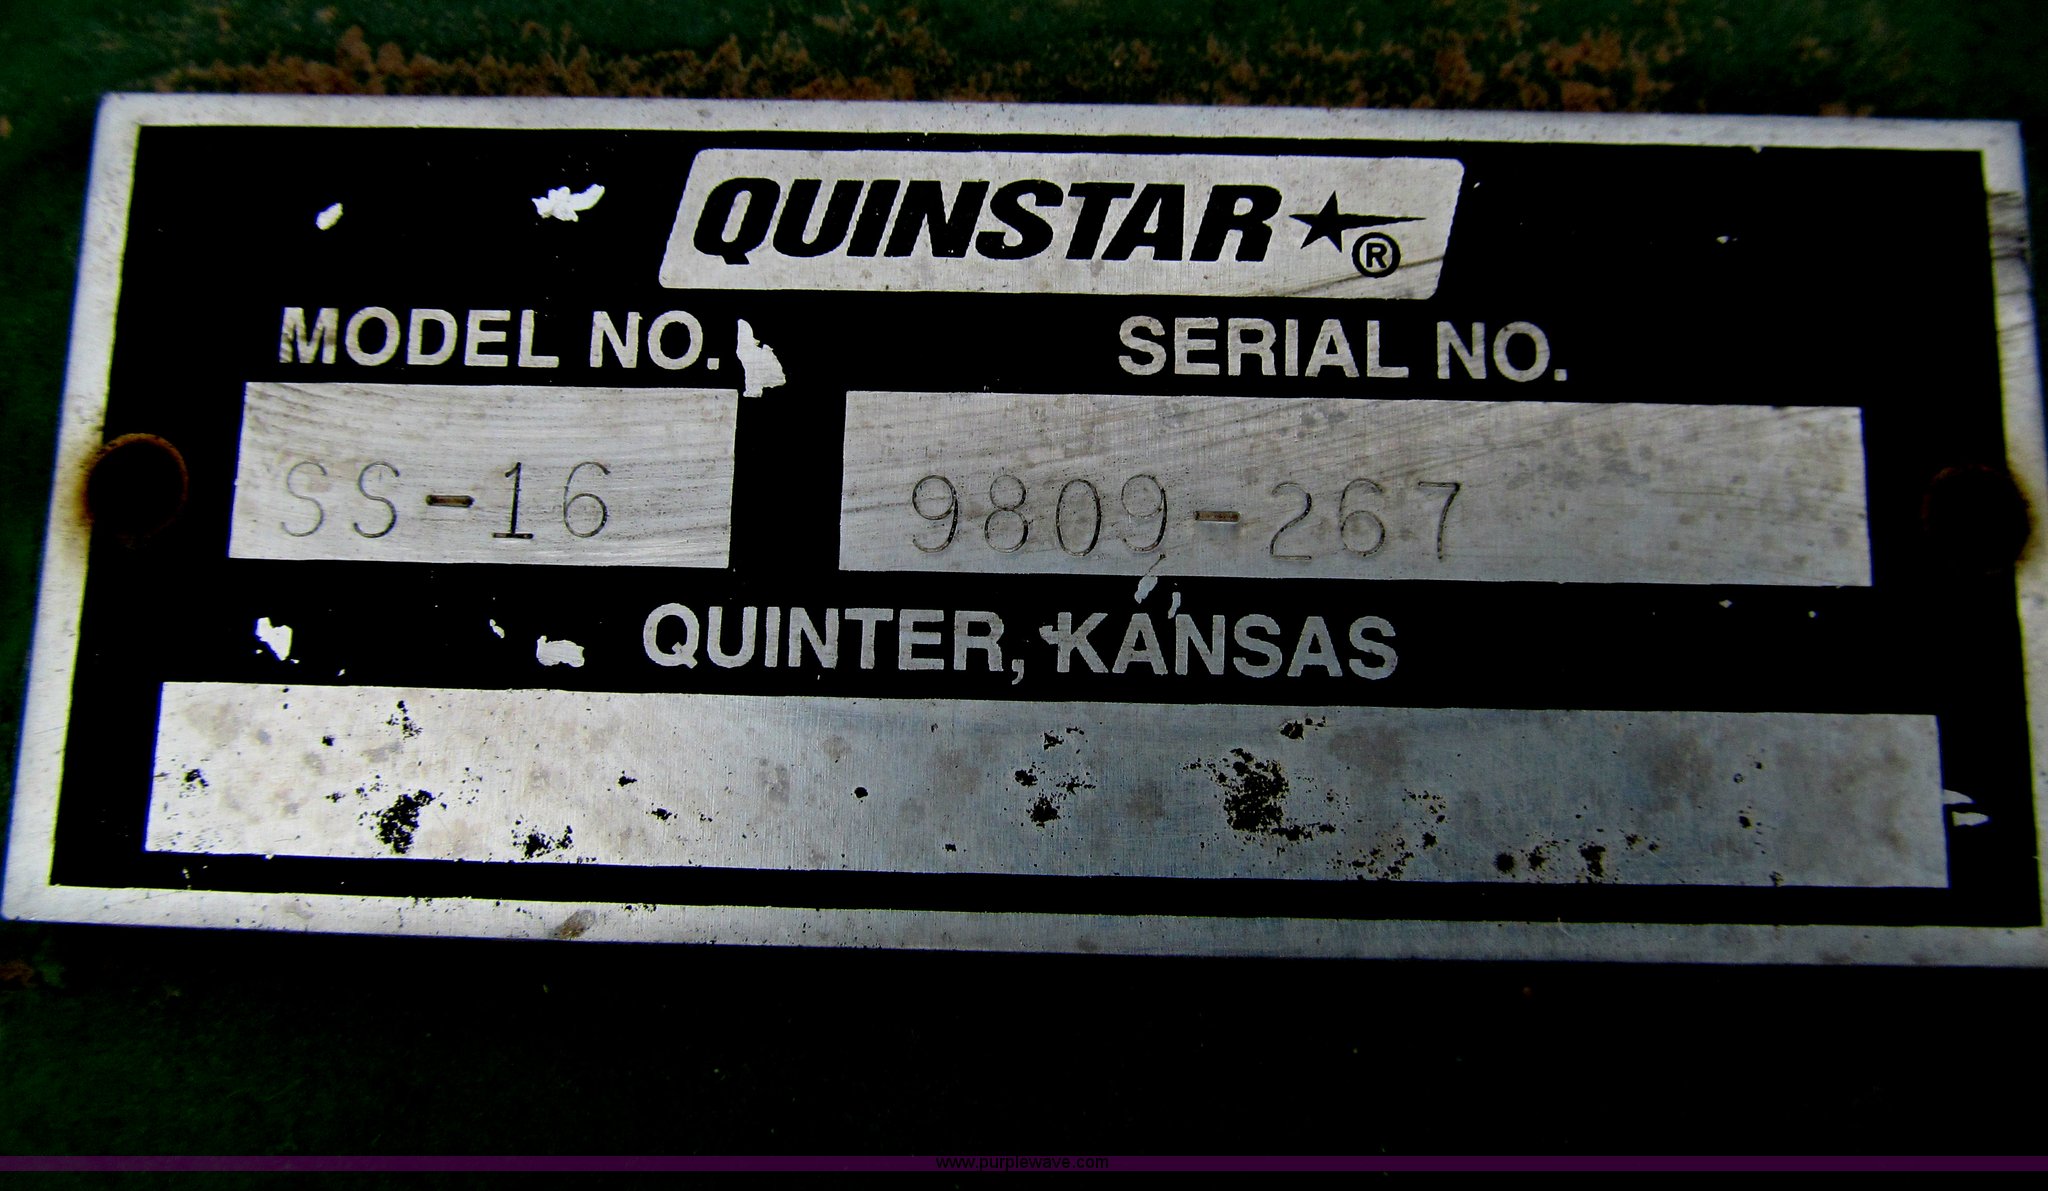 QUINSTAR ®
MODEL NO. SERIAL NO.
SS-16 9809-267
QUINTER, KANSAS
www.purplewave.com